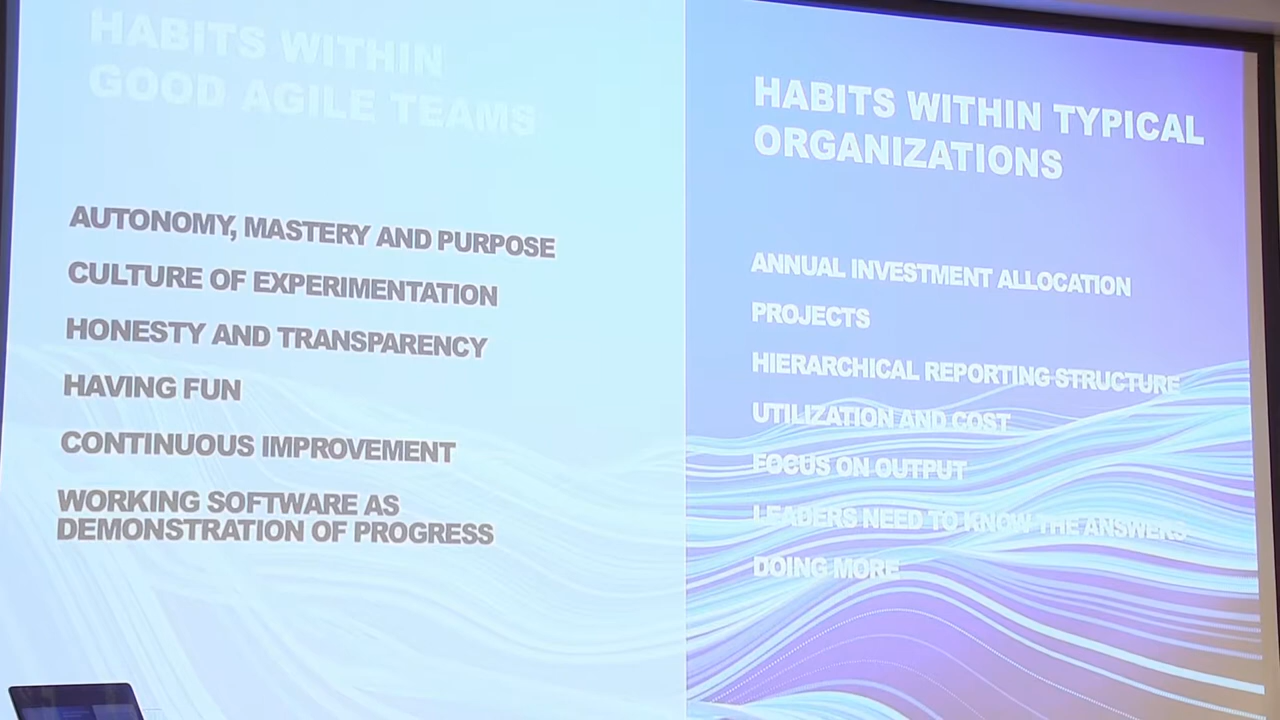 HABITS WITHIN
GOOD AGILE TEAMS
AUTONOMY, MASTERY AND PURPOSE
CULTURE OF EXPERIMENTATION
HONESTY AND TRANSPARENCY
HAVING FUN
CONTINUOUS IMPROVEMENT
WORKING SOFTWARE AS
DEMONSTRATION OF PROGRESS
HABITS WITHIN TYPICAL
ORGANIZATIONS
ANNUAL INVESTMENT ALLOCATION
PROJECTS
HIERARCHICAL REPORTING STRUCTURE
UTILIZATION AND COST
FOCUS ON OUTPUT
LEADERS NEED TO KNOW THE ANSWERS
DOING MORE